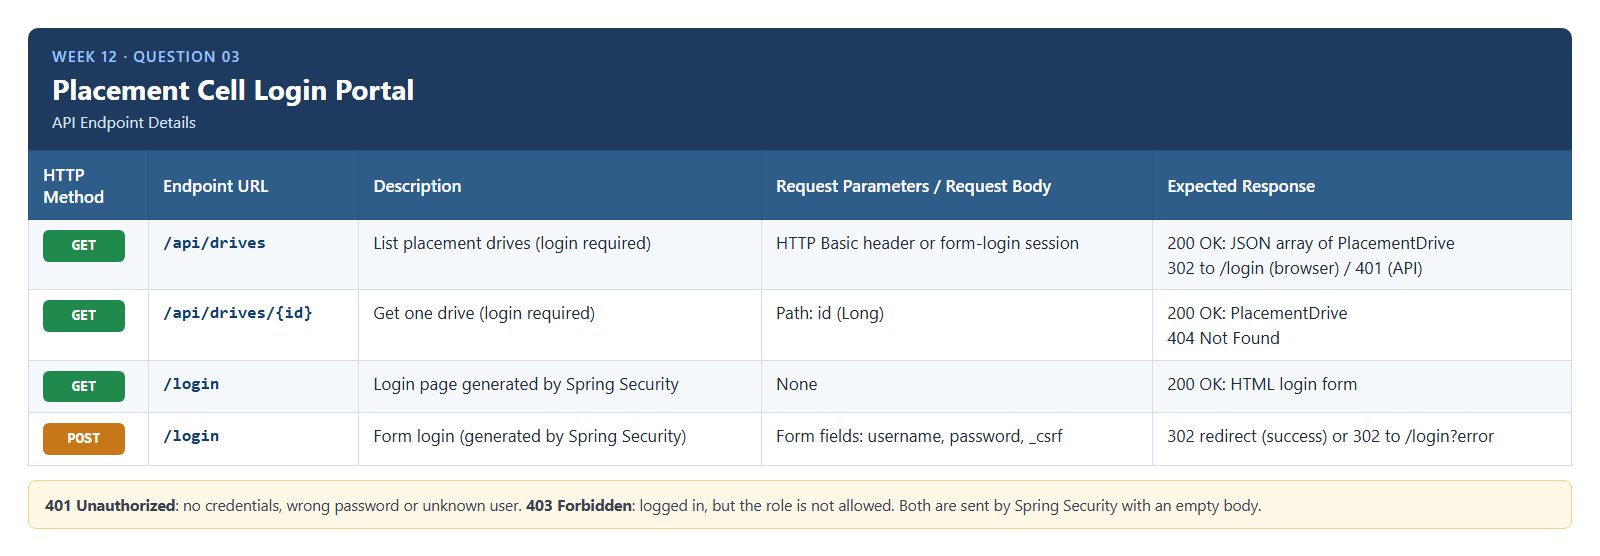 WEEK 12 · QUESTION 03
Placement Cell Login Portal
API Endpoint Details
HTTP Method
Endpoint URL
Description
Request Parameters / Request Body
Expected Response
GET
/api/drives
List placement drives (login required)
HTTP Basic header or form-login session
200 OK: JSON array of PlacementDrive
302 to /login (browser) / 401 (API)
GET
/api/drives/{id}
Get one drive (login required)
Path: id (Long)
200 OK: PlacementDrive
404 Not Found
GET
/login
Login page generated by Spring Security
None
200 OK: HTML login form
POST
/login
Form login (generated by Spring Security)
Form fields: username, password, _csrf
302 redirect (success) or 302 to /login?error
401 Unauthorized: no credentials, wrong password or unknown user. 403 Forbidden: logged in, but the role is not allowed. Both are sent by Spring Security with an empty body.